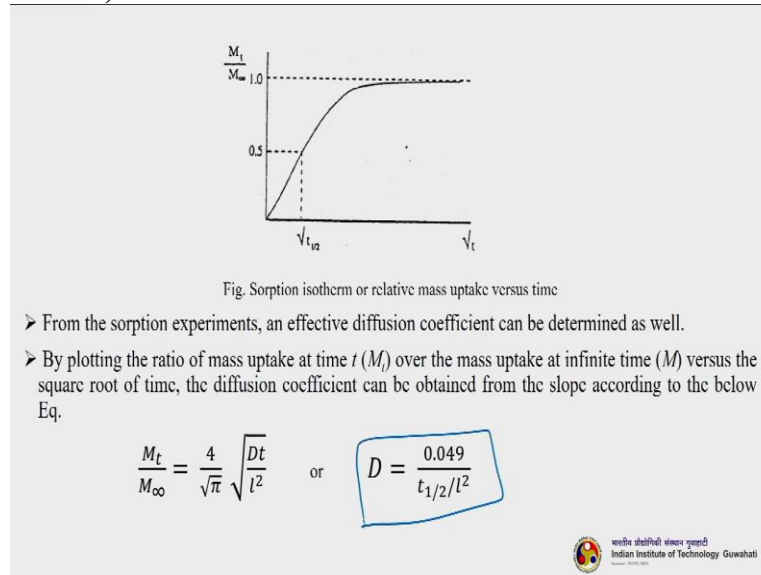 M_t
M_∞ 1.0
0.5
√t_1/2 √t
Fig. Sorption isotherm or relative mass uptake versus time
➢ From the sorption experiments, an effective diffusion coefficient can be determined as well.
➢ By plotting the ratio of mass uptake at time t (M_t) over the mass uptake at infinite time (M) versus the
square root of time, the diffusion coefficient can be obtained from the slope according to the below
Eq.
M_t/M_∞ = 4/√π √(Dt/l²) or D = 0.049/(t_1/2/l²)
भारतीय प्रौद्योगिकी संस्थान गुवाहाटी
Indian Institute of Technology Guwahati